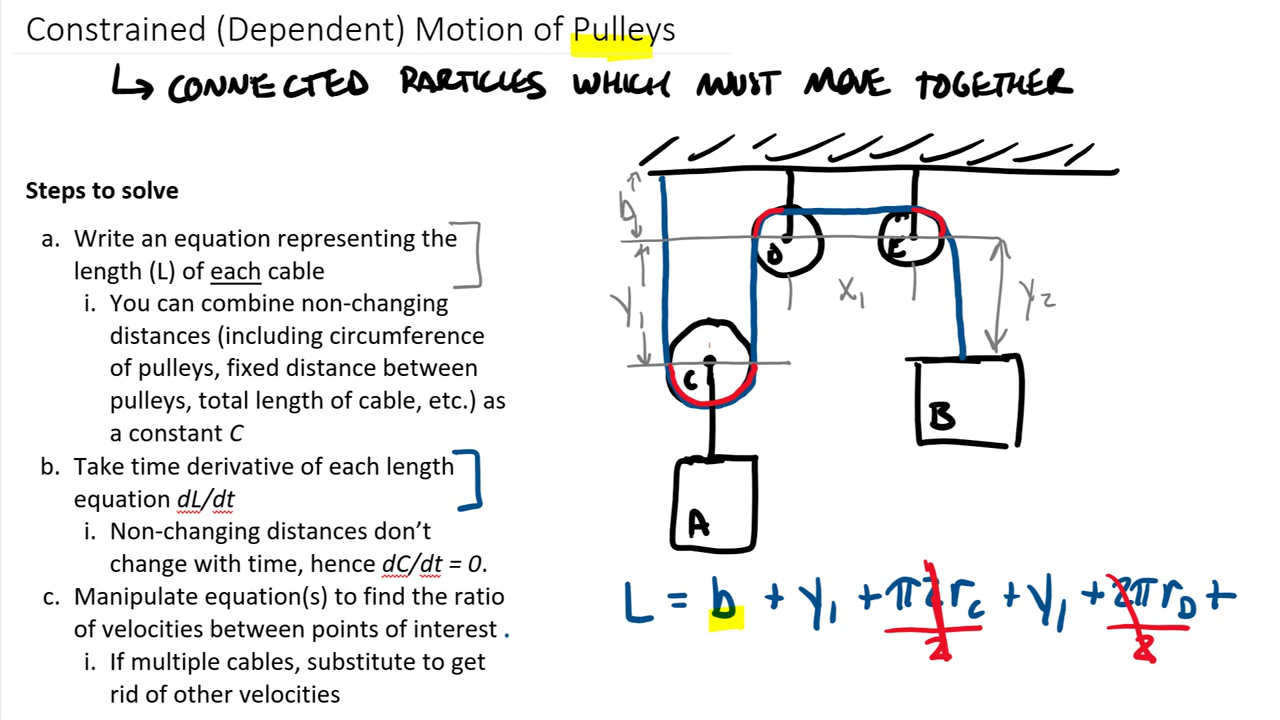 Constrained (Dependent) Motion of Pulleys
↳ CONNECTED PARTICLES WHICH MUST MOVE TOGETHER
Steps to solve
a. Write an equation representing the
length (L) of each cable
i. You can combine non-changing
distances (including circumference
of pulleys, fixed distance between
pulleys, total length of cable, etc.) as
a constant C
b. Take time derivative of each length
equation dL/dt
i. Non-changing distances don't
change with time, hence dC/dt = 0.
c. Manipulate equation(s) to find the ratio
of velocities between points of interest.
i. If multiple cables, substitute to get
rid of other velocities
b
D
E
y₁
x₁
y₂
C
B
A
L = b + y₁ + π2r_C/2 + y₁ + 2πr_D/2 +